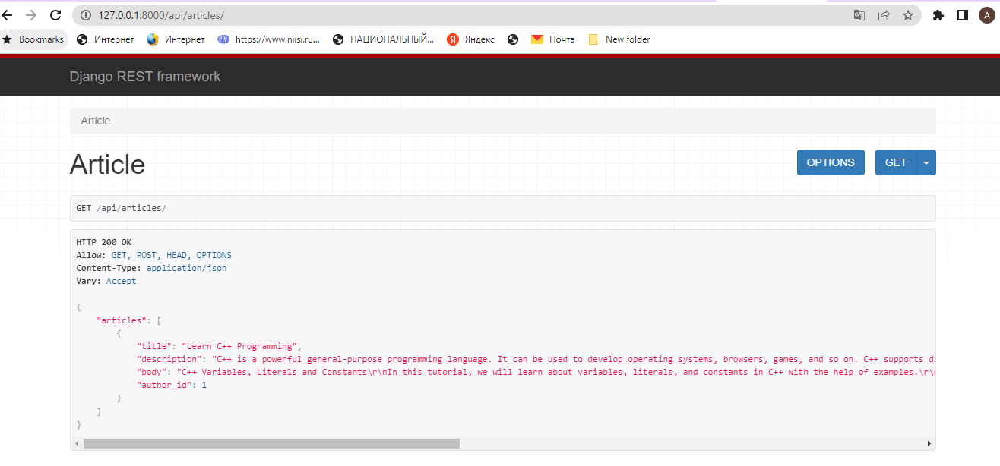 127.0.0.1:8000/api/articles/
A
Bookmarks Интернет Интернет https://www.niisi.ru... НАЦИОНАЛЬНЫЙ... Я Яндекс Почта New folder
Django REST framework
Article
Article
OPTIONS GET
GET /api/articles/
HTTP 200 OK
Allow: GET, POST, HEAD, OPTIONS
Content-Type: application/json
Vary: Accept
{
"articles": [
{
"title": "Learn C++ Programming",
"description": "C++ is a powerful general-purpose programming language. It can be used to develop operating systems, browsers, games, and so on. C++ supports di
"body": "C++ Variables, Literals and Constants\r\nIn this tutorial, we will learn about variables, literals, and constants in C++ with the help of examples.\r\
"author_id": 1
}
]
}